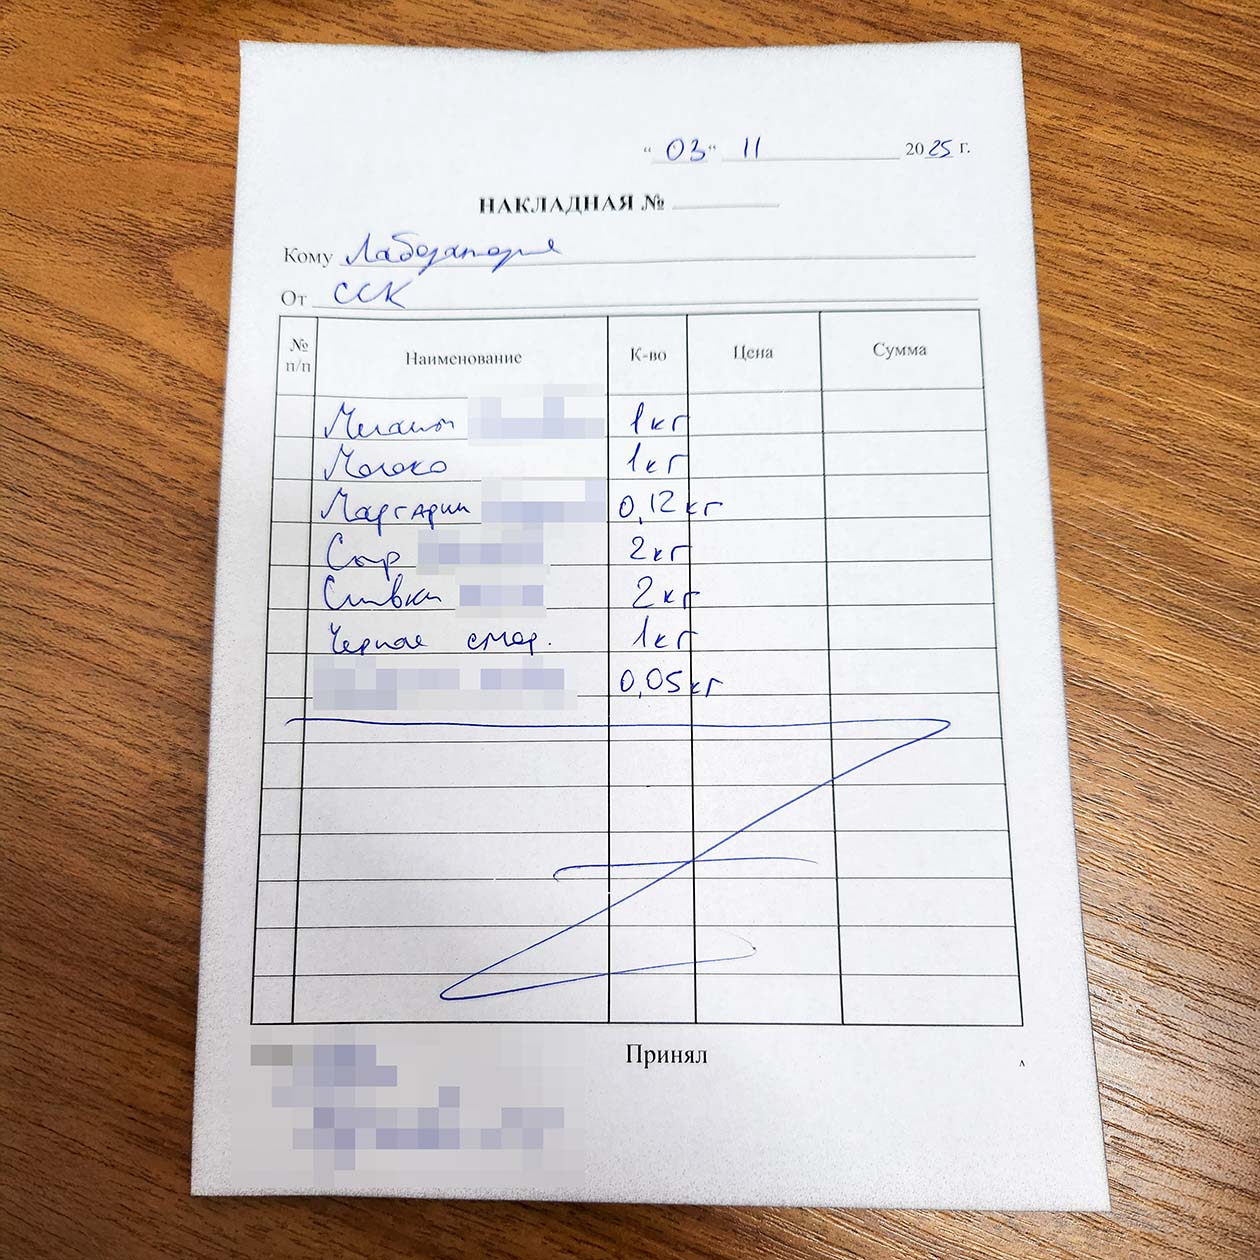 “ 03 “ 11 2025 г.
НАКЛАДНАЯ №
Кому Лаборатория
От ССК
№ п/п Наименование К-во Цена Сумма
1кг
Молоко 1кг
Маргарин 0,12кг
Сыр 2кг
Сливки 2кг
Черная смор. 1кг
0,05кг
Принял